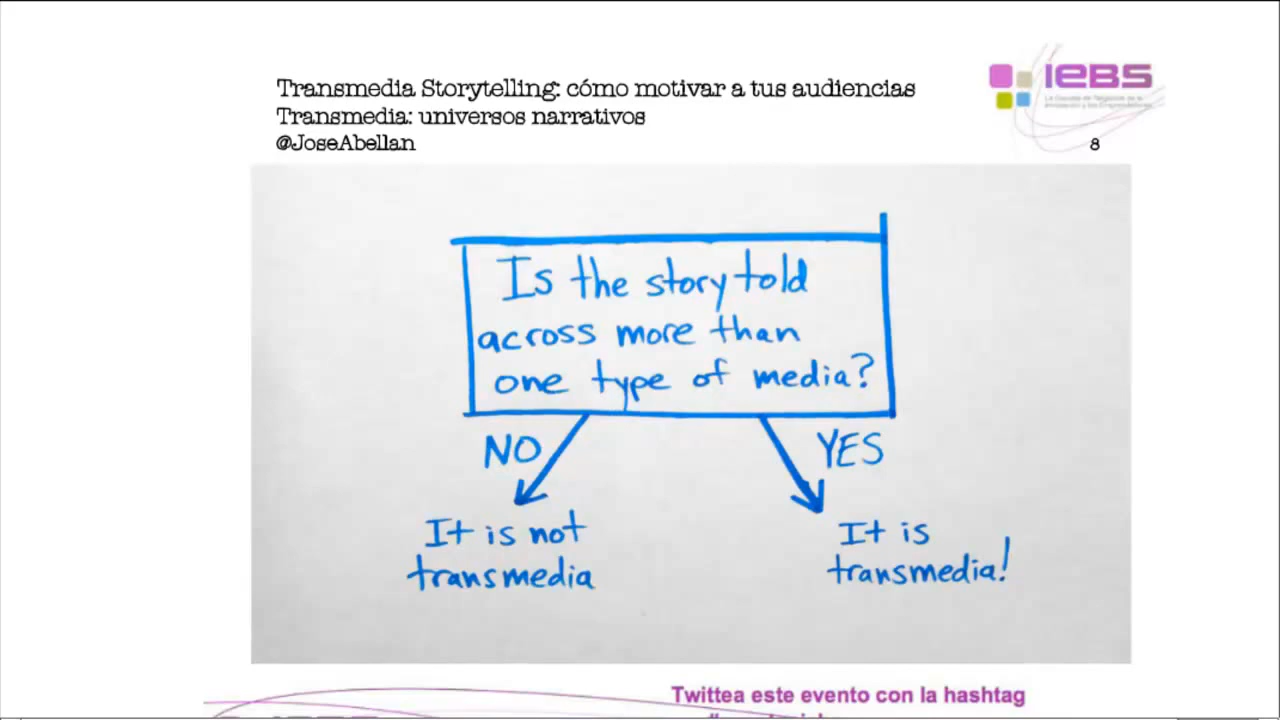 Transmedia Storytelling: cómo motivar a tus audiencias
Transmedia: universos narrativos
@JoseAbellan
IEBS
8
Is the story told
across more than
one type of media?
NO
YES
It is not
transmedia
It is
transmedia!
Twittea este evento con la hashtag